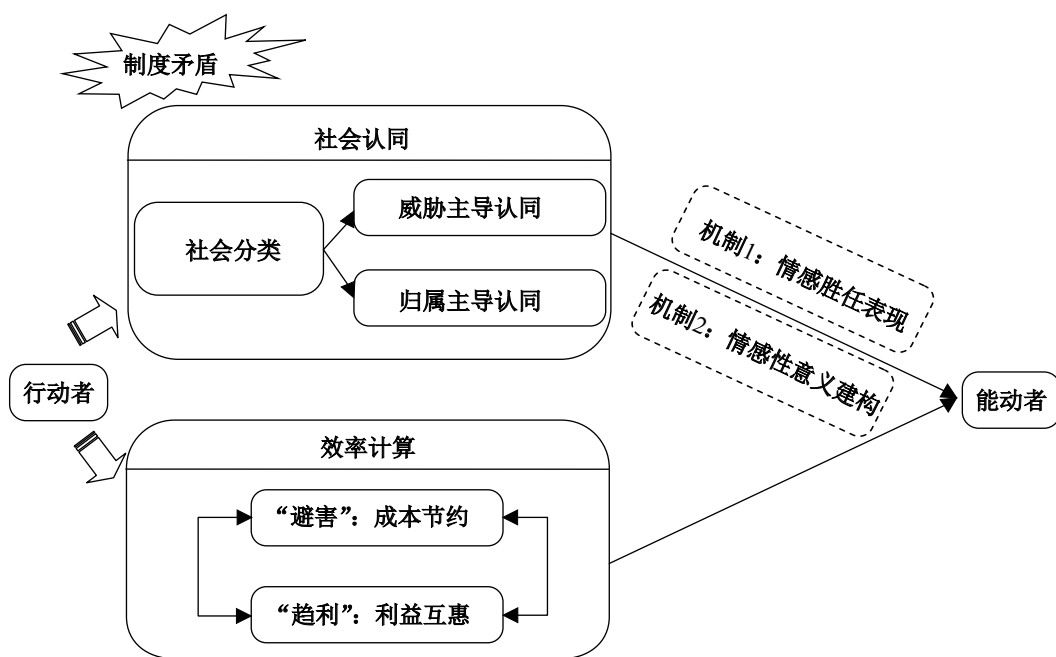 制度矛盾
社会认同
社会分类
威胁主导认同
归属主导认同
机制1：情感胜任表现
机制2：情感性意义建构
行动者
能动者
效率计算
“避害”：成本节约
“趋利”：利益互惠